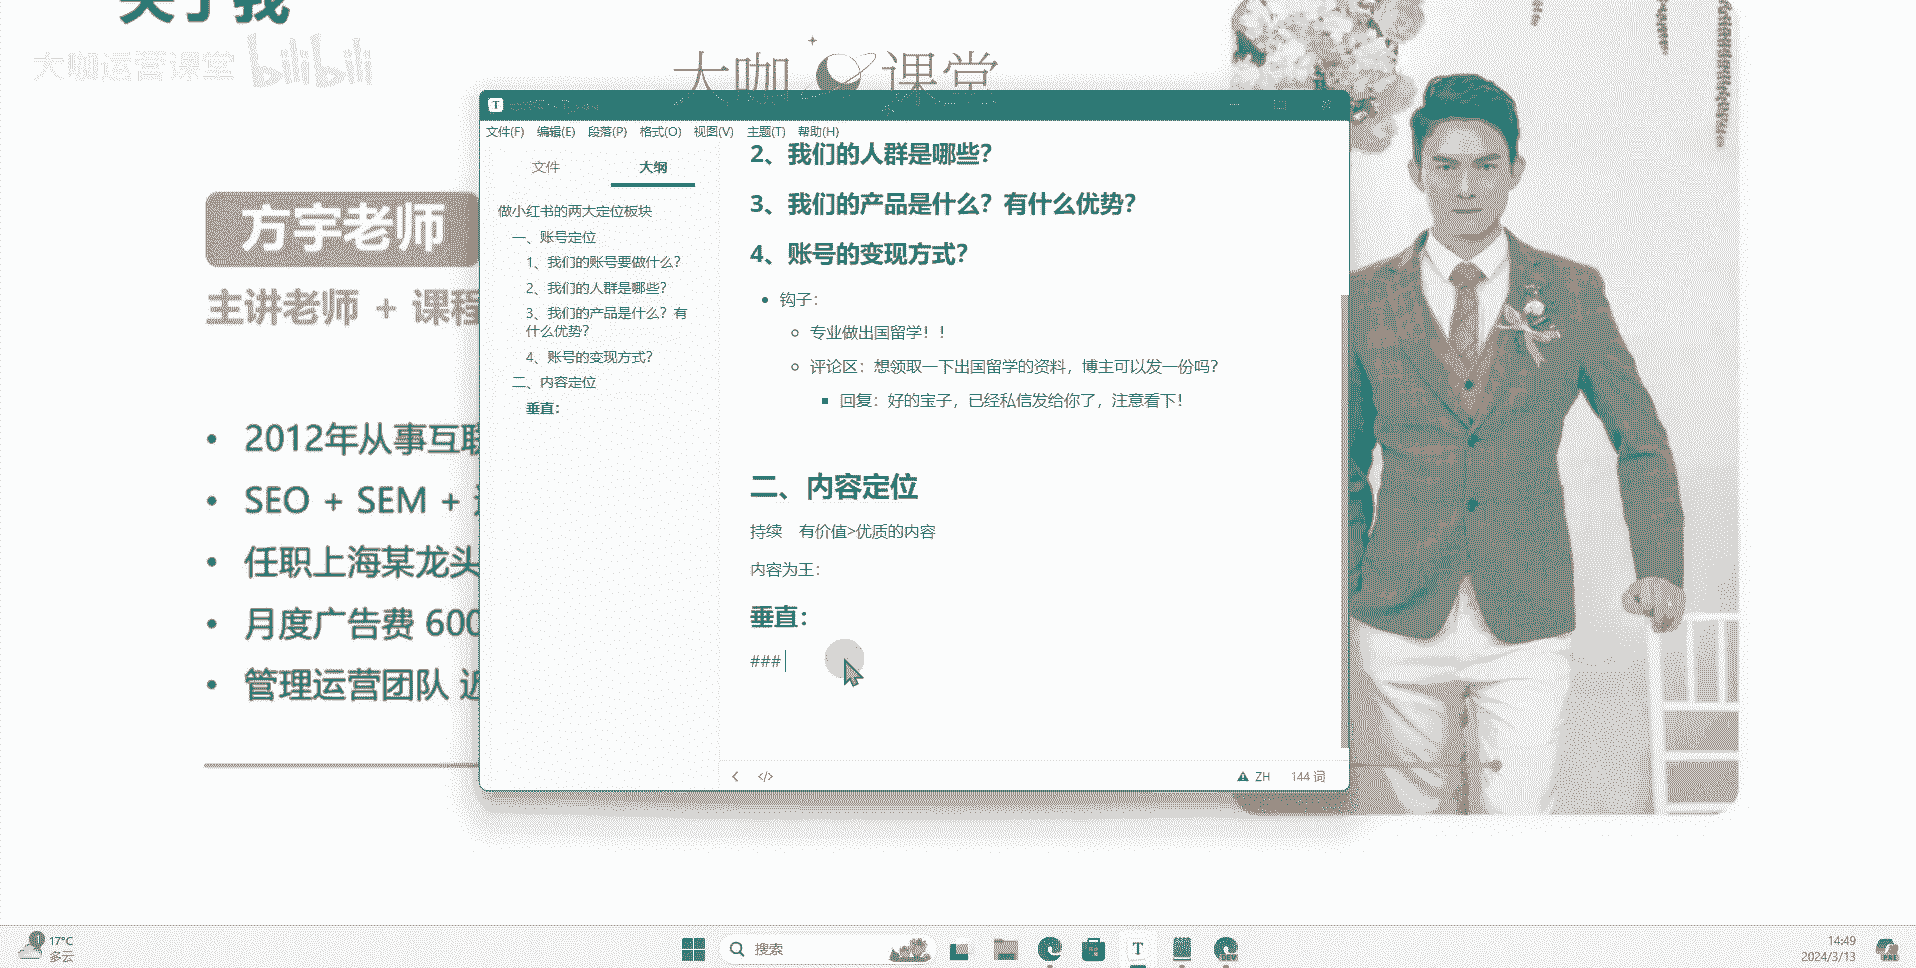 关于我
大咖运营课堂 bilibili
大咖 课堂
方宇老师
主讲老师 + 课程
2012年从事互联
SEO + SEM +
任职上海某龙头
月度广告费 600
管理运营团队 近
T
文件(F) 编辑(E) 段落(P) 格式(O) 视图(V) 主题(T) 帮助(H)
文件 大纲
做小红书的两大定位板块
一、账号定位
1、我们的账号要做什么？
2、我们的人群是哪些？
3、我们的产品是什么？有
什么优势？
4、账号的变现方式？
二、内容定位
垂直：
2、我们的人群是哪些？
3、我们的产品是什么？有什么优势？
4、账号的变现方式？
钩子：
专业做出国留学！！
评论区：想领取一下出国留学的资料，博主可以发一份吗？
回复：好的宝子，已经私信发给你了，注意看下！
二、内容定位
持续 有价值>优质的内容
内容为王：
垂直：
###
</> ZH 144 词
1 17°C
多云
搜索
T
DEV
14:49
2024/3/13
PRE